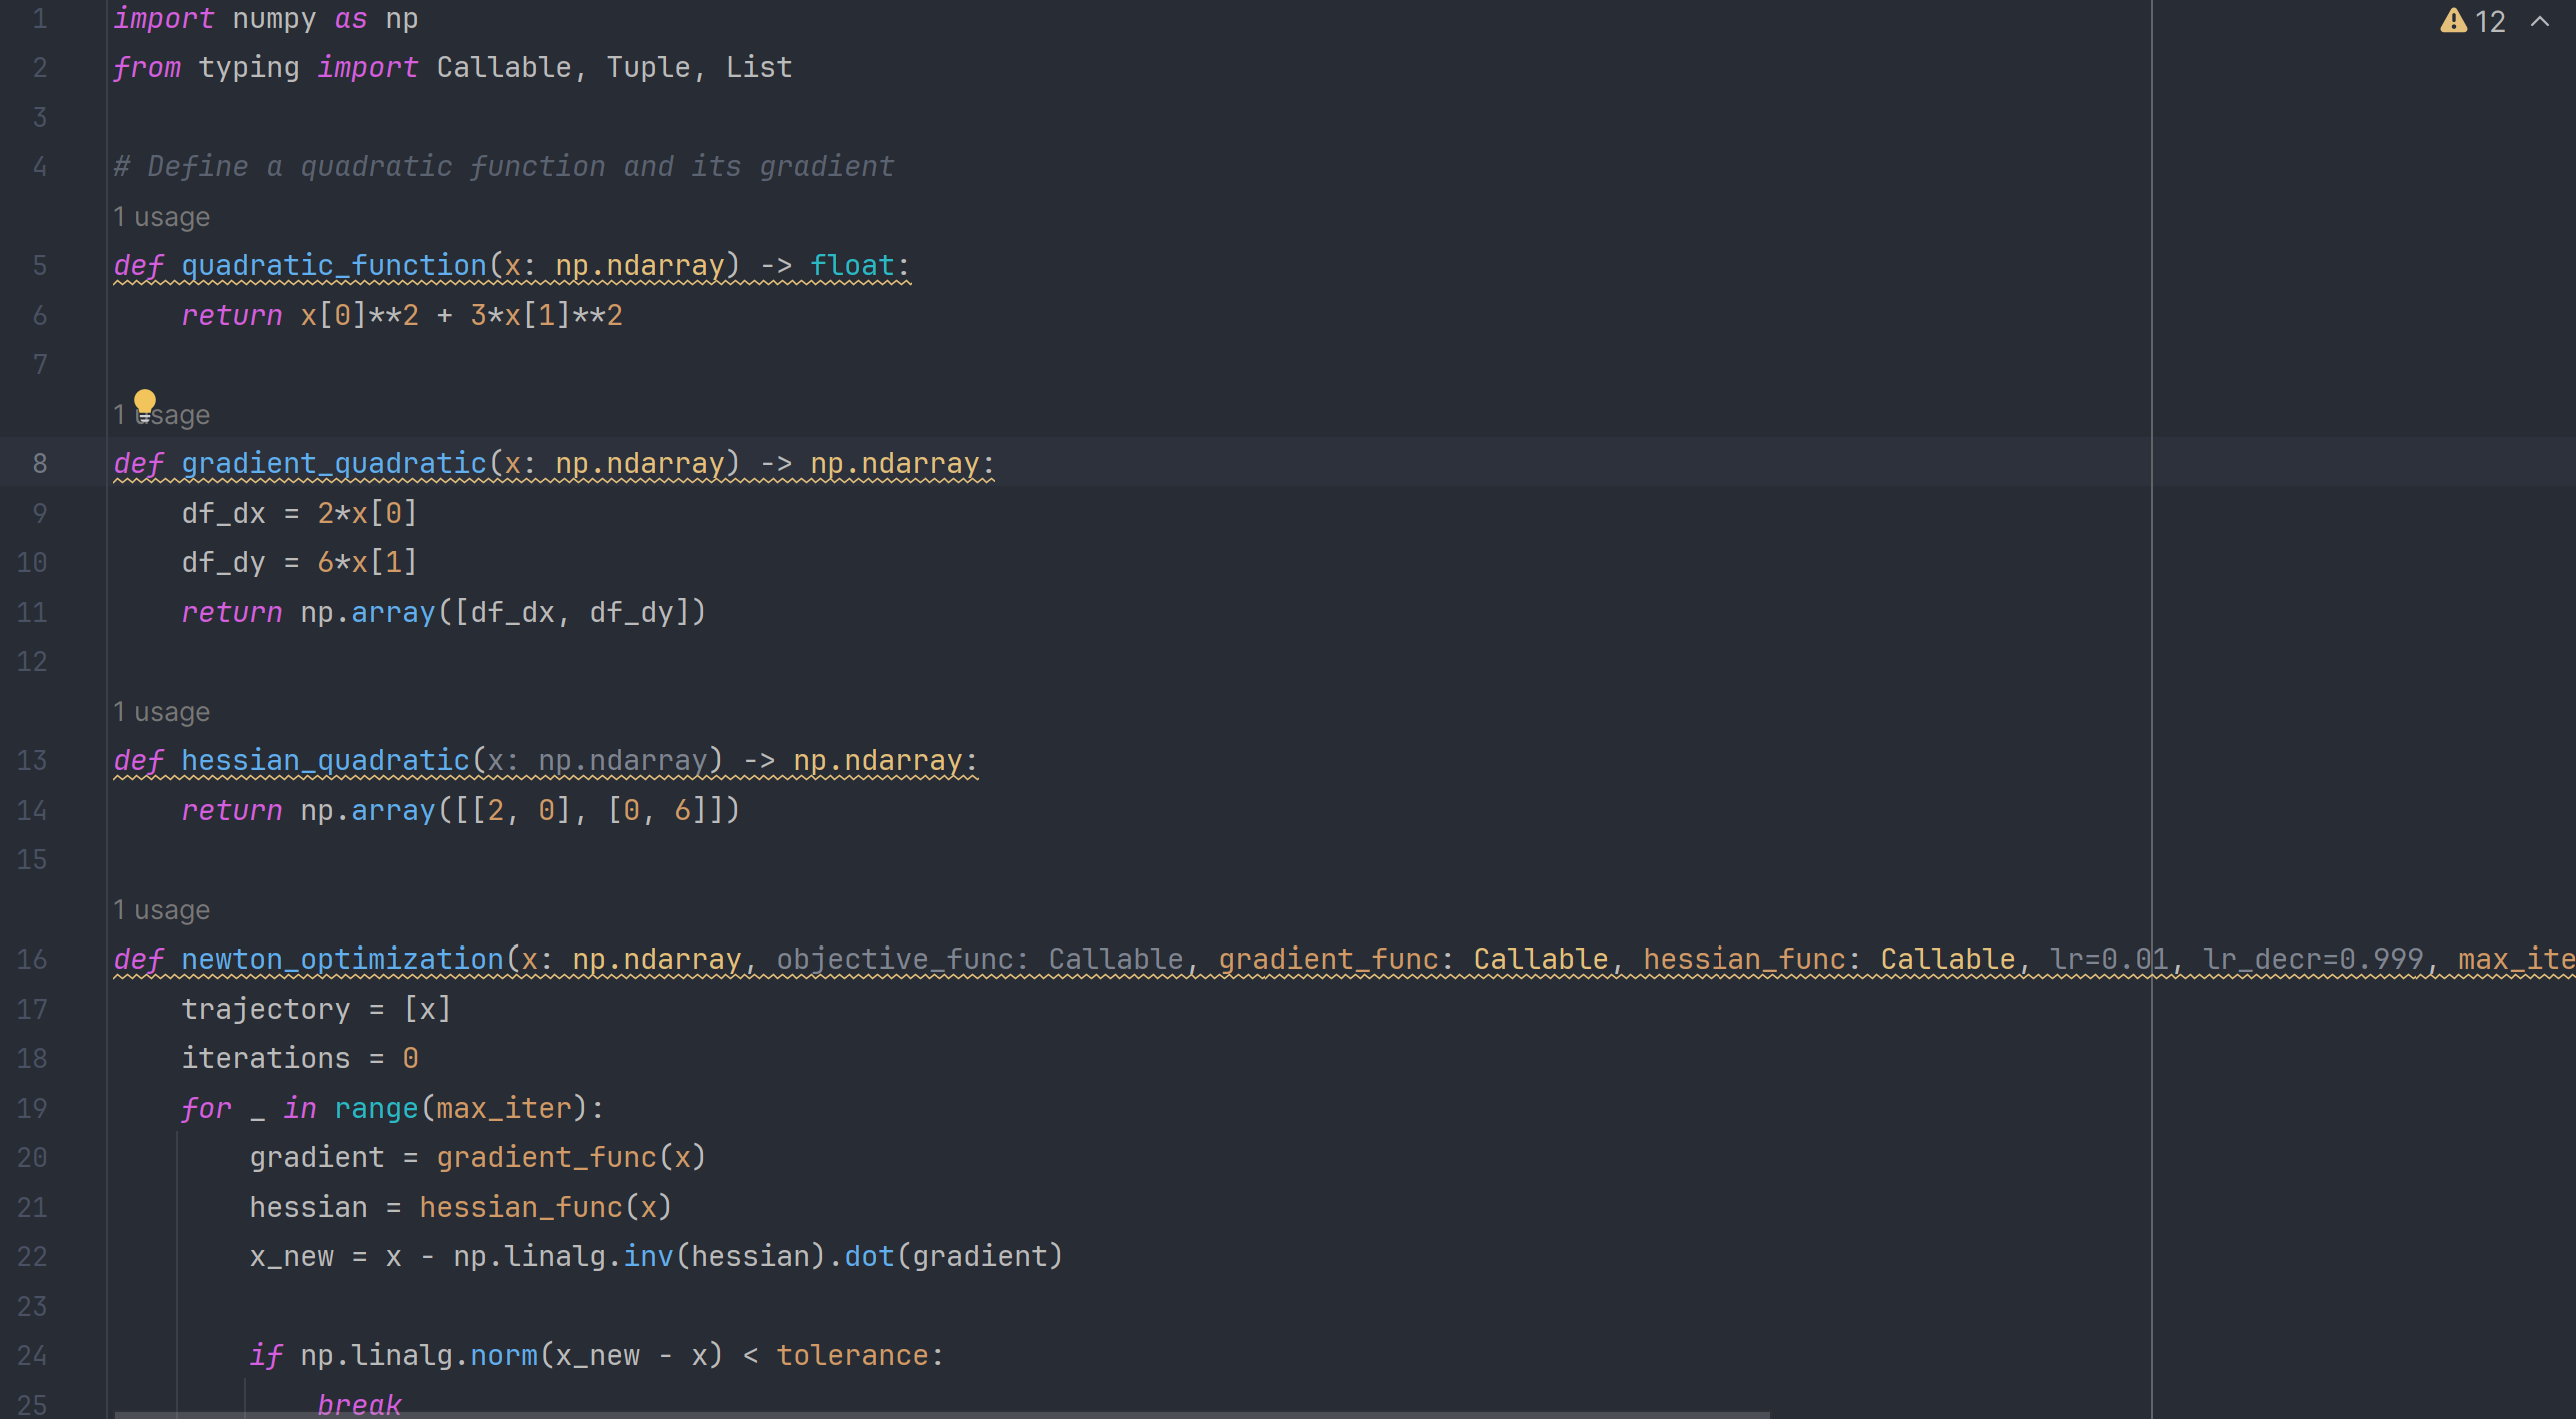 1 import numpy as np
2 from typing import Callable, Tuple, List
3
4 # Define a quadratic function and its gradient
1 usage
5 def quadratic_function(x: np.ndarray) -> float:
6     return x[0]**2 + 3*x[1]**2
7
1 usage
8 def gradient_quadratic(x: np.ndarray) -> np.ndarray:
9     df_dx = 2*x[0]
10     df_dy = 6*x[1]
11     return np.array([df_dx, df_dy])
12
1 usage
13 def hessian_quadratic(x: np.ndarray) -> np.ndarray:
14     return np.array([[2, 0], [0, 6]])
15
1 usage
16 def newton_optimization(x: np.ndarray, objective_func: Callable, gradient_func: Callable, hessian_func: Callable, lr=0.01, lr_decr=0.999, max_ite
17     trajectory = [x]
18     iterations = 0
19     for _ in range(max_iter):
20         gradient = gradient_func(x)
21         hessian = hessian_func(x)
22         x_new = x - np.linalg.inv(hessian).dot(gradient)
23
24         if np.linalg.norm(x_new - x) < tolerance:
25             break
12